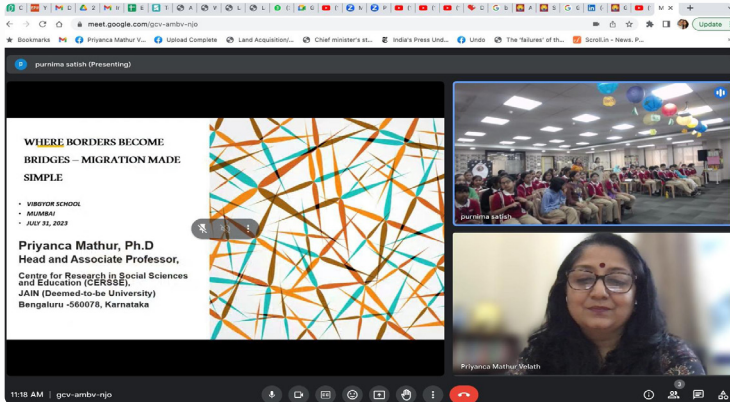 meet.google.com/gcv-ambv-njo
Update
Bookmarks
Priyanca Mathur V...
Upload Complete
Land Acquisition/...
Chief minister's st...
India's Press Und...
Undo
The 'failures' of th...
Scroll.in - News. P...
purnima satish (Presenting)
WHERE BORDERS BECOME
BRIDGES – MIGRATION MADE
SIMPLE
• VIBGYOR SCHOOL
• MUMBAI
• JULY 31, 2023
Priyanca Mathur, Ph.D
Head and Associate Professor,
Centre for Research in Social Sciences
and Education (CERSSE),
JAIN (Deemed-to-be University)
Bengaluru -560078, Karnataka
purnima satish
Priyanca Mathur Velath
11:18 AM | gcv-ambv-njo
3